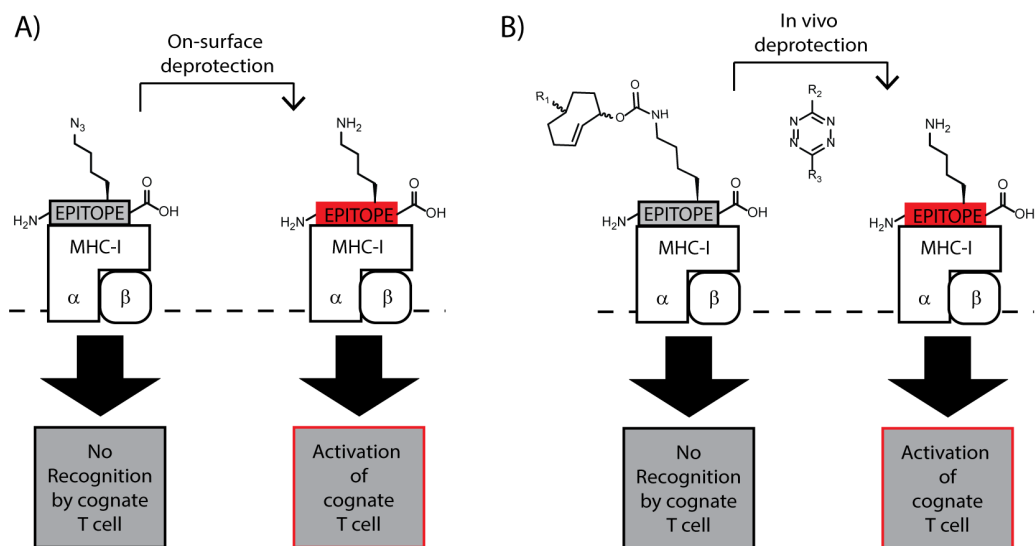 A)
On-surface
deprotection
N3
NH2
H2N
EPITOPE
O
OH
MHC-I
α
β
H2N
EPITOPE
O
OH
MHC-I
α
β
No
Recognition
by cognate
T cell
Activation
of
cognate
T cell
B)
In vivo
deprotection
R1
O
O
NH
R2
N
N
N
N
R3
NH2
H2N
EPITOPE
O
OH
MHC-I
α
β
H2N
EPITOPE
O
OH
MHC-I
α
β
No
Recognition
by cognate
T cell
Activation
of
cognate
T cell